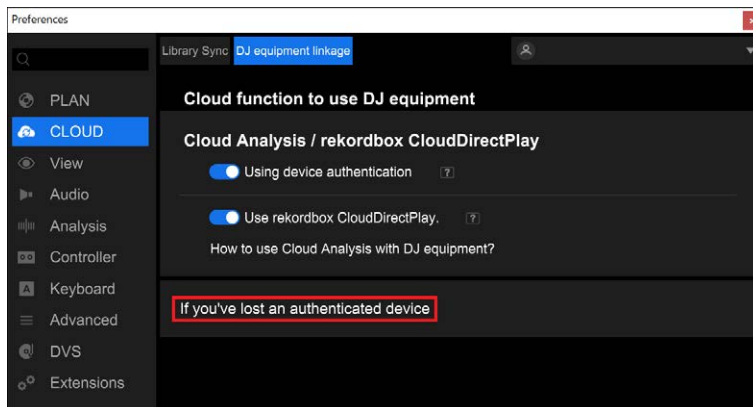 Preferences
Library Sync DJ equipment linkage
PLAN
CLOUD
View
Audio
Analysis
Controller
A Keyboard
Advanced
DVS
Extensions
Cloud function to use DJ equipment
Cloud Analysis / rekordbox CloudDirectPlay
Using device authentication ?
Use rekordbox CloudDirectPlay. ?
How to use Cloud Analysis with DJ equipment?
If you've lost an authenticated device